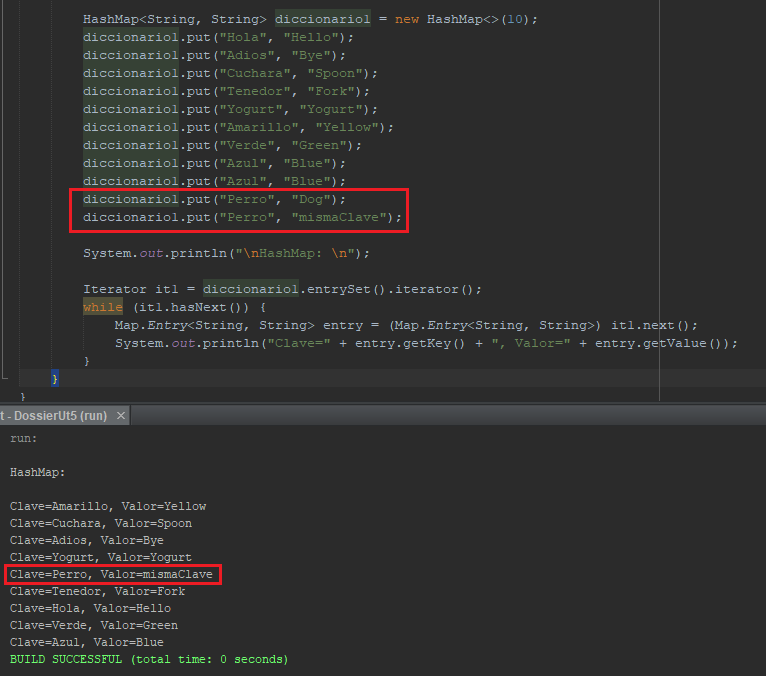 HashMap<String, String> diccionario1 = new HashMap<>(10);
diccionario1.put("Hola", "Hello");
diccionario1.put("Adios", "Bye");
diccionario1.put("Cuchara", "Spoon");
diccionario1.put("Tenedor", "Fork");
diccionario1.put("Yogurt", "Yogurt");
diccionario1.put("Amarillo", "Yellow");
diccionario1.put("Verde", "Green");
diccionario1.put("Azul", "Blue");
diccionario1.put("Azul", "Blue");
diccionario1.put("Perro", "Dog");
diccionario1.put("Perro", "mismaClave");
System.out.println("\nHashMap: \n");
Iterator it1 = diccionario1.entrySet().iterator();
while (it1.hasNext()) {
Map.Entry<String, String> entry = (Map.Entry<String, String>) it1.next();
System.out.println("Clave=" + entry.getKey() + ", Valor=" + entry.getValue());
}
}
}
t - DossierUt5 (run) ×
run:
HashMap:
Clave=Amarillo, Valor=Yellow
Clave=Cuchara, Valor=Spoon
Clave=Adios, Valor=Bye
Clave=Yogurt, Valor=Yogurt
Clave=Perro, Valor=mismaClave
Clave=Tenedor, Valor=Fork
Clave=Hola, Valor=Hello
Clave=Verde, Valor=Green
Clave=Azul, Valor=Blue
BUILD SUCCESSFUL (total time: 0 seconds)